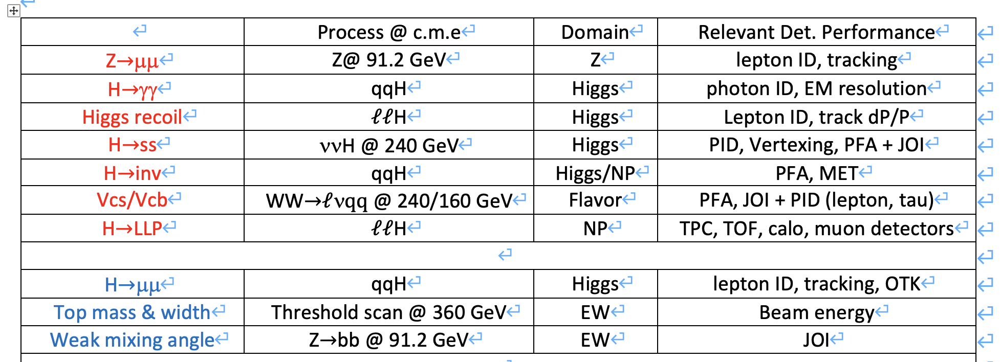 Process @ c.m.e Domain Relevant Det. Performance
Z→μμ Z@ 91.2 GeV Z lepton ID, tracking
H→γγ qqH Higgs photon ID, EM resolution
Higgs recoil ℓℓH Higgs Lepton ID, track dP/P
H→ss ννH @ 240 GeV Higgs PID, Vertexing, PFA + JOI
H→inv qqH Higgs/NP PFA, MET
Vcs/Vcb WW→ℓνqq @ 240/160 GeV Flavor PFA, JOI + PID (lepton, tau)
H→LLP ℓℓH NP TPC, TOF, calo, muon detectors
H→μμ qqH Higgs lepton ID, tracking, OTK
Top mass & width Threshold scan @ 360 GeV EW Beam energy
Weak mixing angle Z→bb @ 91.2 GeV EW JOI